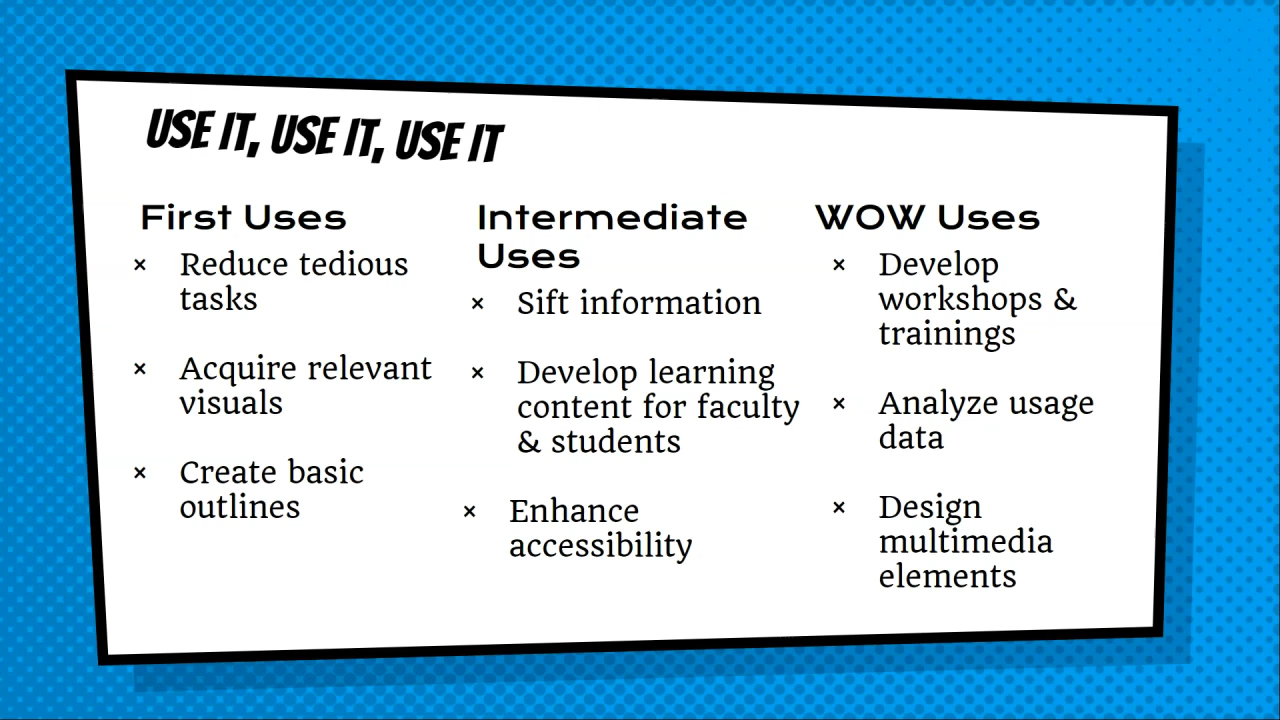 USE IT, USE IT, USE IT
First Uses
× Reduce tedious
tasks
× Acquire relevant
visuals
× Create basic
outlines
Intermediate
Uses
× Sift information
× Develop learning
content for faculty
& students
× Enhance
accessibility
WOW Uses
× Develop
workshops &
trainings
× Analyze usage
data
× Design
multimedia
elements